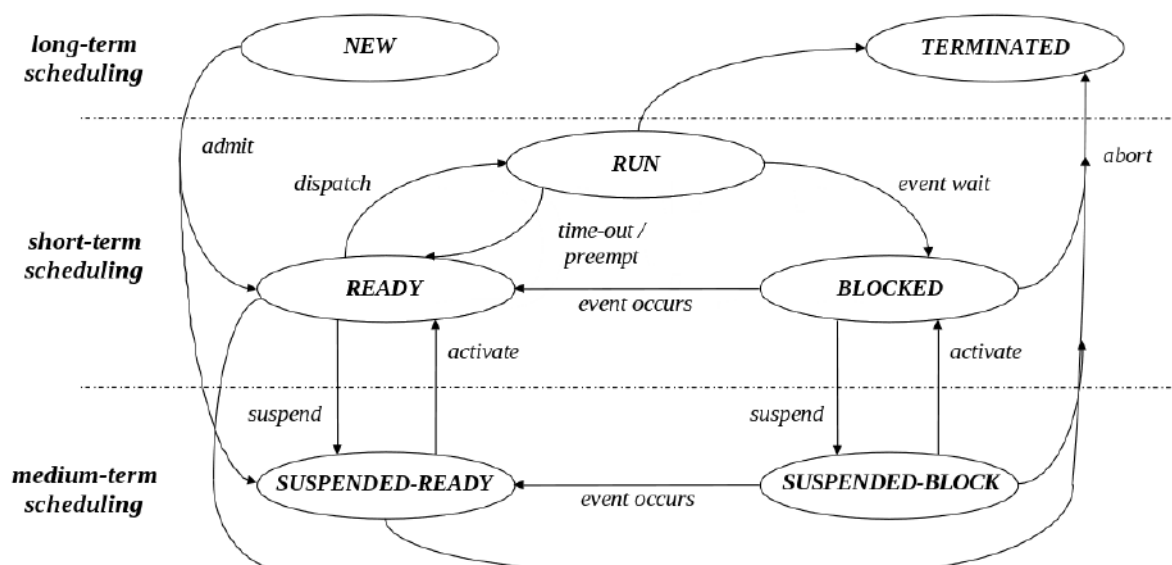 long-term
scheduling
NEW
TERMINATED
admit
RUN
abort
dispatch
event wait
short-term
scheduling
time-out /
preempt
READY
BLOCKED
event occurs
activate
activate
suspend
suspend
medium-term
scheduling
SUSPENDED-READY
SUSPENDED-BLOCK
event occurs